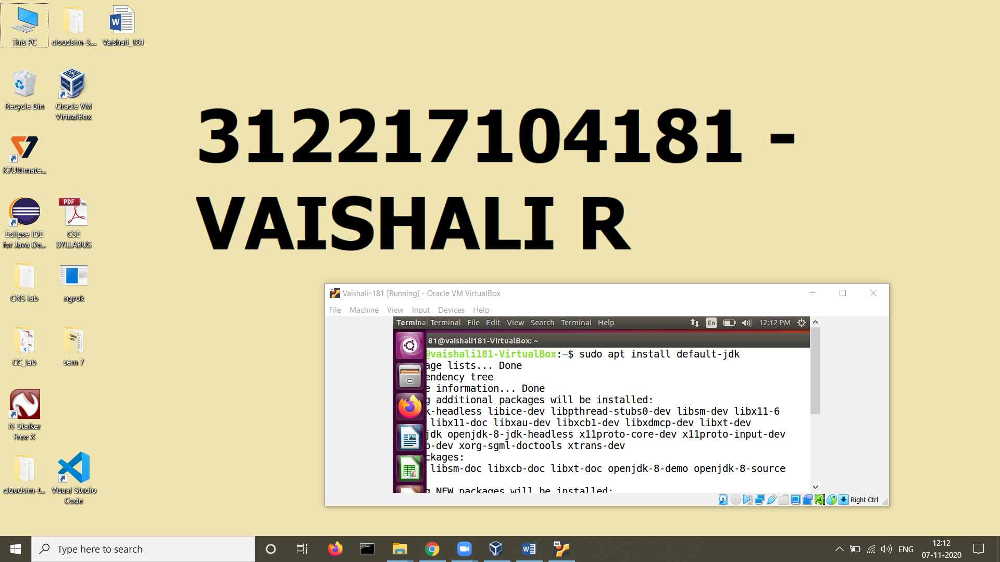 This PC
cloudsim-3....
Vaishali_181
Recycle Bin
Oracle VM
VirtualBox
K7Ultimate...
Eclipse IDE
for Java De...
PDF
CSE
SYLLABUS
CNS lab
ngrok
CC_lab
sem 7
N-Stalker
Free X
cloudsim-t...
Visual Studio
Code
312217104181 -
VAISHALI R
Vaishali-181 [Running] - Oracle VM VirtualBox
File Machine View Input Devices Help
Terminal Terminal File Edit View Search Terminal Help En 12:12 PM
81@vaishali181-VirtualBox: ~
@vaishali181-VirtualBox:~$ sudo apt install default-jdk
age lists... Done
endency tree
e information... Done
g additional packages will be installed:
k-headless libice-dev libpthread-stubs0-dev libsm-dev libx11-6
libx11-doc libxau-dev libxcb1-dev libxdmcp-dev libxt-dev
jdk openjdk-8-jdk-headless x11proto-core-dev x11proto-input-dev
p-dev xorg-sgml-doctools xtrans-dev
ckages:
libsm-doc libxcb-doc libxt-doc openjdk-8-demo openjdk-8-source
g NEW packages will be installed:
Right Ctrl
Type here to search
ENG
12:12
07-11-2020